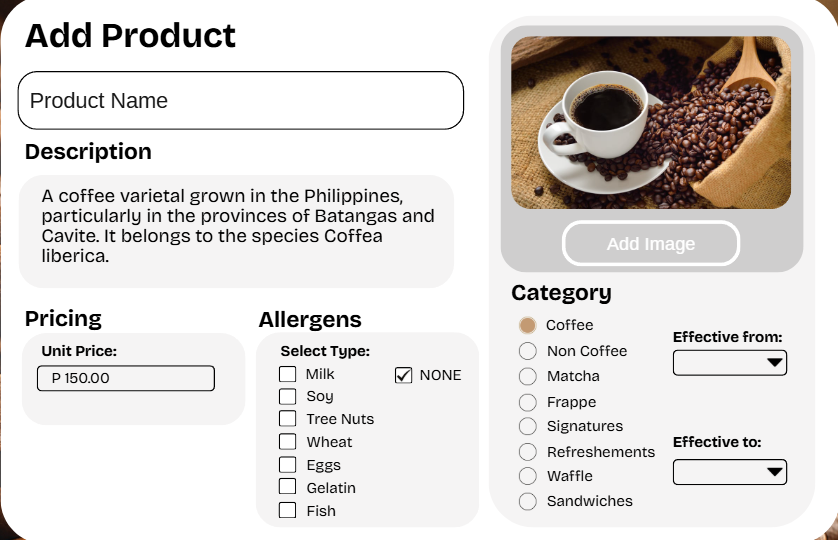 Add Product
Product Name
Description
A coffee varietal grown in the Philippines,
particularly in the provinces of Batangas and
Cavite. It belongs to the species Coffea
liberica.
Pricing
Unit Price:
P 150.00
Allergens
Select Type:
Milk
NONE
Soy
Tree Nuts
Wheat
Eggs
Gelatin
Fish
Add Image
Category
Coffee
Non Coffee
Matcha
Frappe
Signatures
Refreshements
Waffle
Sandwiches
Effective from:
Effective to: